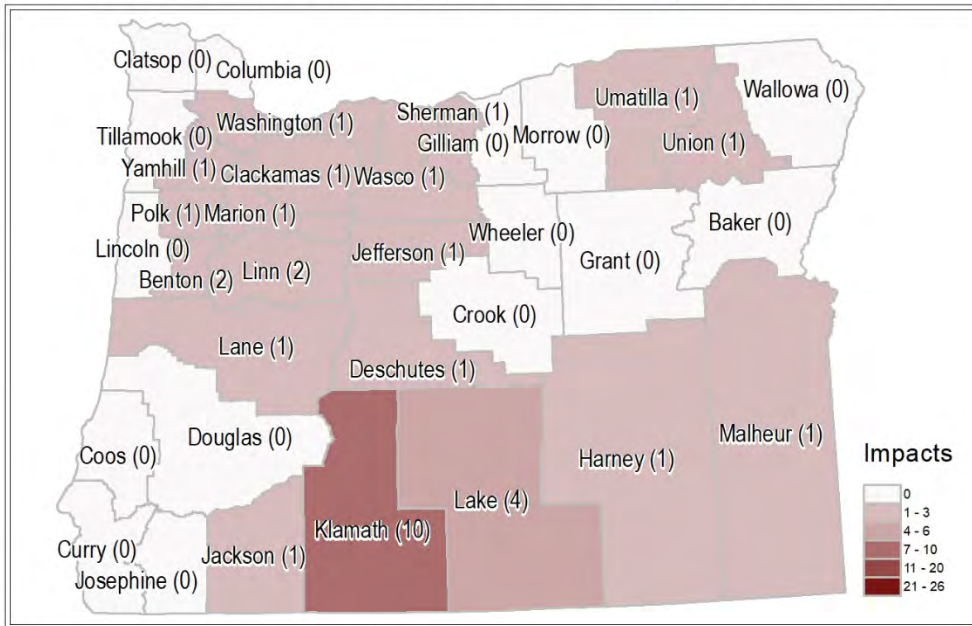 Clatsop (0)
Columbia (0)
Tillamook (0)
Washington (1)
Sherman (1)
Gilliam (0)
Morrow (0)
Umatilla (1)
Wallowa (0)
Union (1)
Yamhill (1)
Clackamas (1)
Wasco (1)
Polk (1)
Marion (1)
Lincoln (0)
Benton (2)
Linn (2)
Jefferson (1)
Wheeler (0)
Grant (0)
Baker (0)
Crook (0)
Lane (1)
Deschutes (1)
Douglas (0)
Coos (0)
Harney (1)
Malheur (1)
Lake (4)
Klamath (10)
Curry (0)
Josephine (0)
Jackson (1)
Impacts
0
1 - 3
4 - 6
7 - 10
11 - 20
21 - 26